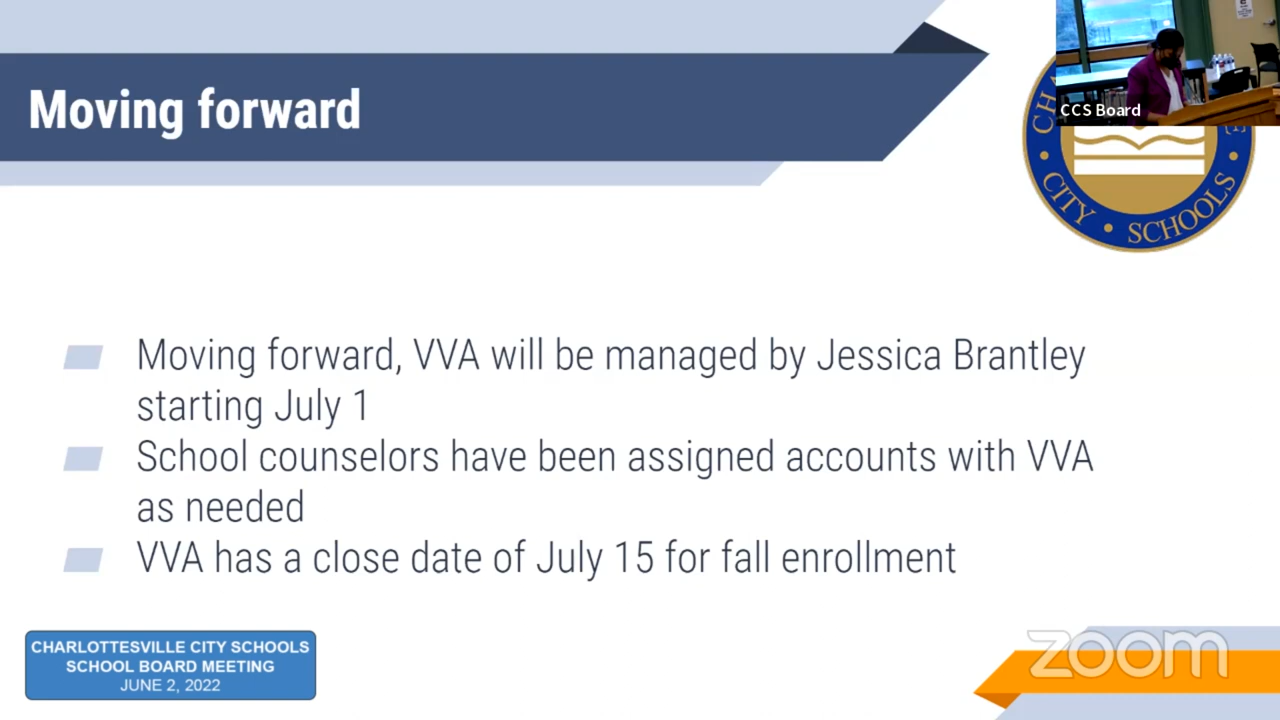 Moving forward
CCS Board
CITY • SCHOOLS
Moving forward, VVA will be managed by Jessica Brantley
starting July 1
School counselors have been assigned accounts with VVA
as needed
VVA has a close date of July 15 for fall enrollment
CHARLOTTESVILLE CITY SCHOOLS
SCHOOL BOARD MEETING
JUNE 2, 2022
zoom